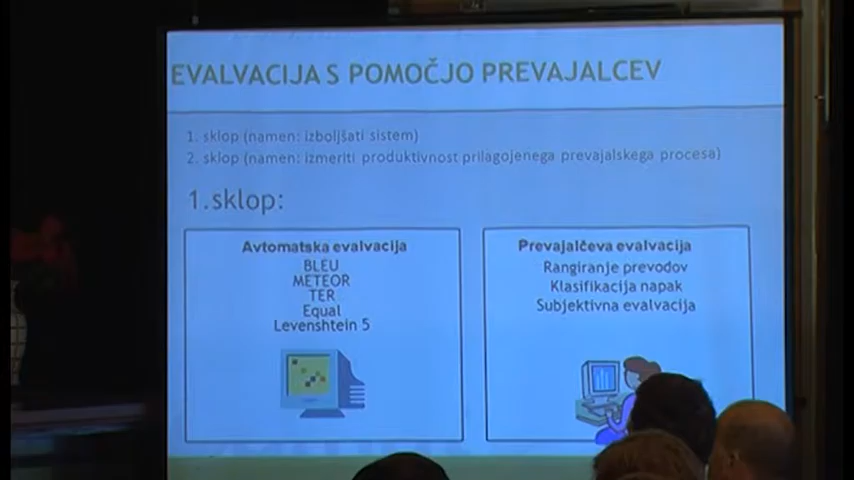 EVALVACIJA S POMOČJO PREVAJALCEV
1. sklop (namen: izboljšati sistem)
2. sklop (namen: izmeriti produktivnost prilagojenega prevajalskega procesa)
1.sklop:
Avtomatska evalvacija
BLEU
METEOR
TER
Equal
Levenshtein 5
Prevajalčeva evalvacija
Rangiranje prevodov
Klasifikacija napak
Subjektivna evalvacija